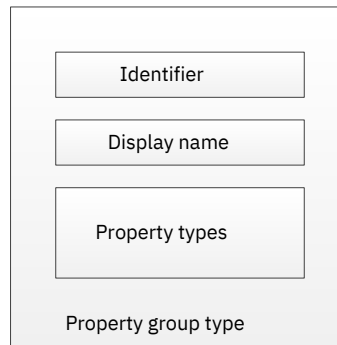 Identifier
Display name
Property types
Property group type